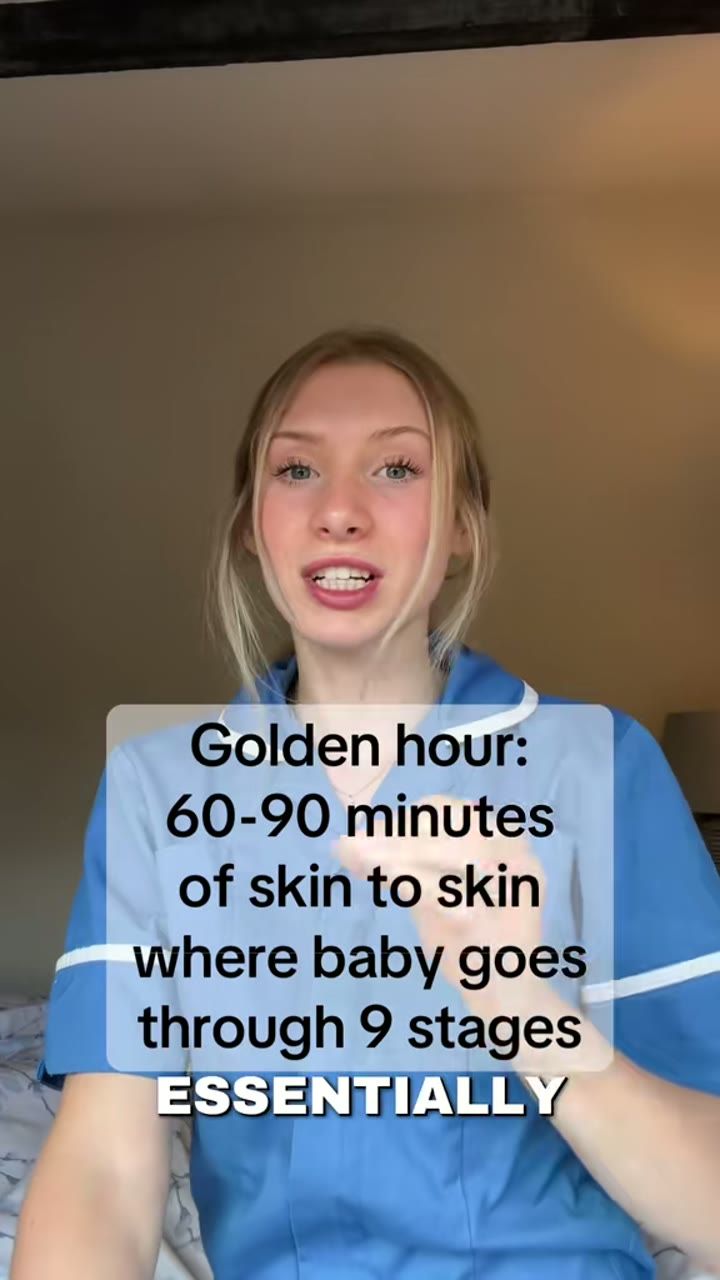 Golden hour:
60-90 minutes
of skin to skin
where baby goes
through 9 stages
ESSENTIALLY